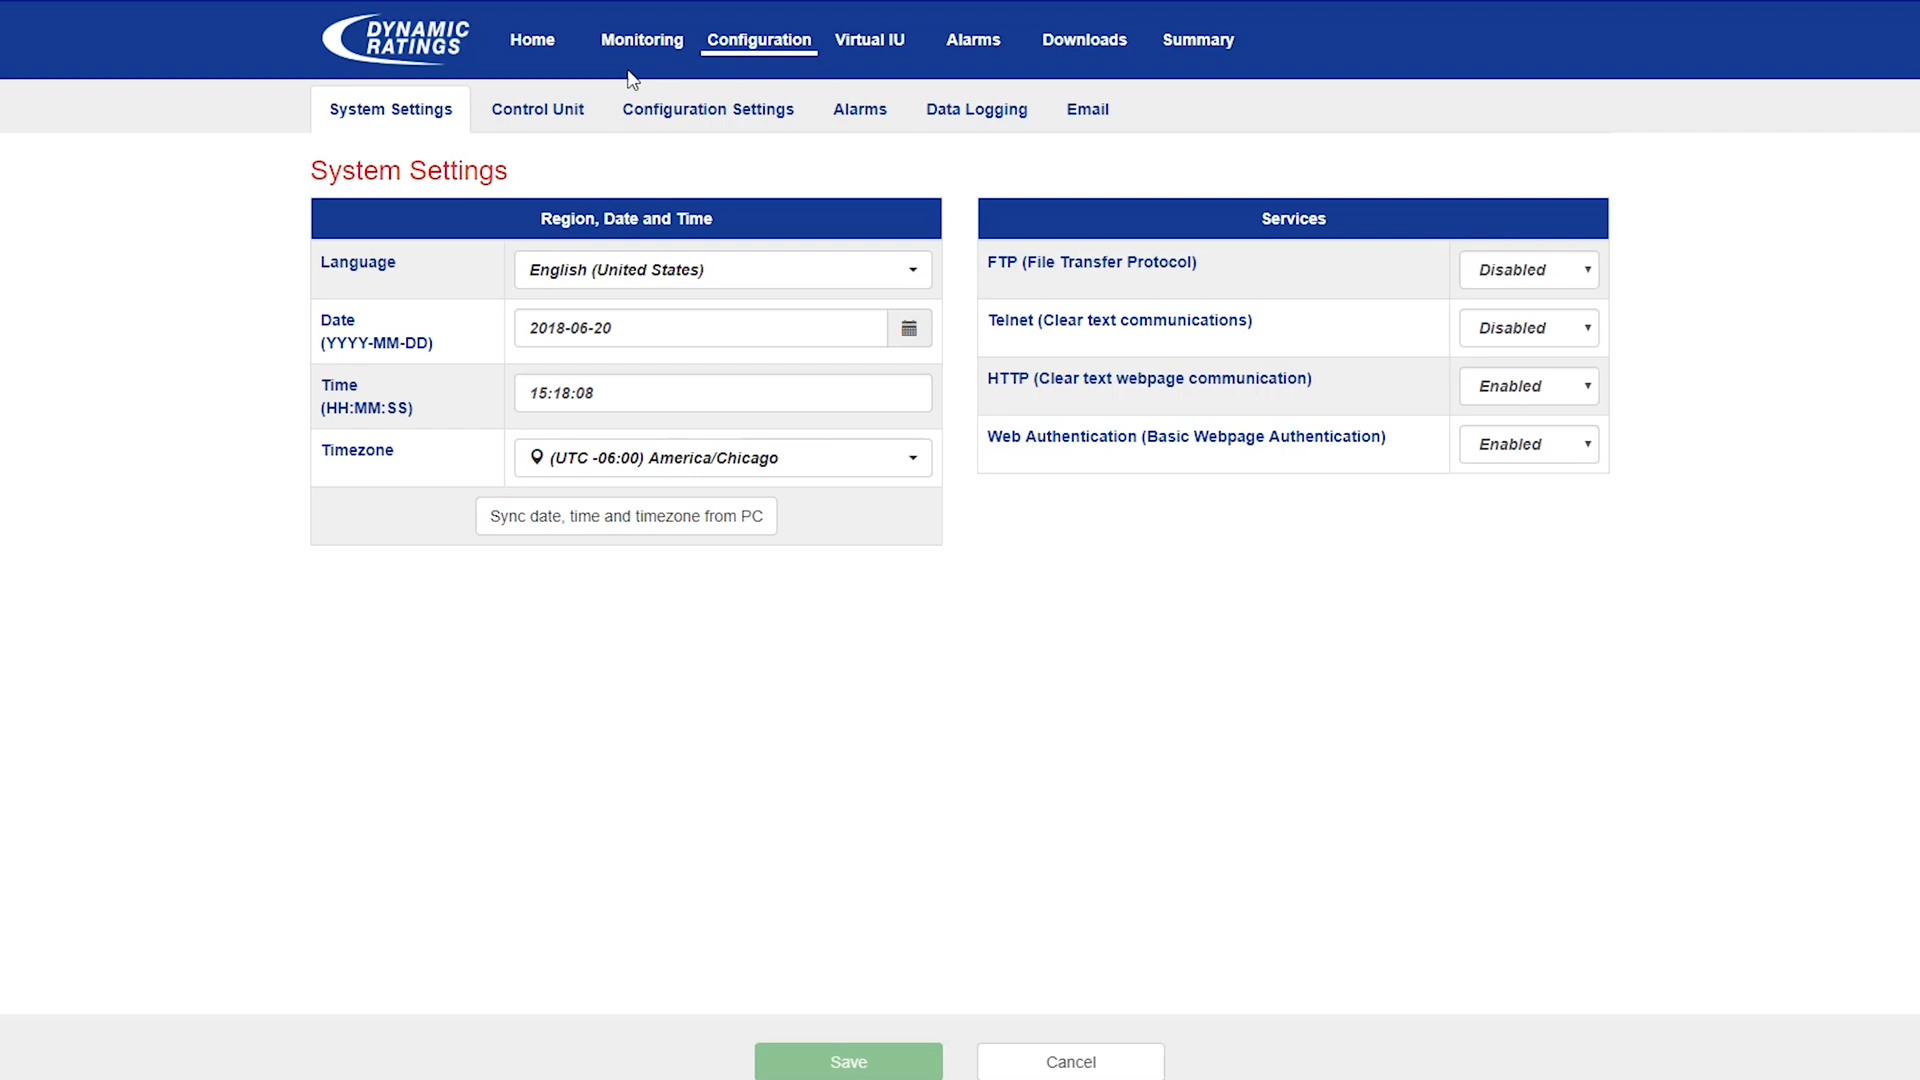 DYNAMIC
RATINGS
Home Monitoring Configuration Virtual IU Alarms Downloads Summary
System Settings Control Unit Configuration Settings Alarms Data Logging Email
System Settings
Region, Date and Time
Language English (United States)
Date 2018-06-20
(YYYY-MM-DD)
Time 15:18:08
(HH:MM:SS)
Timezone (UTC -06:00) America/Chicago
Sync date, time and timezone from PC
Services
FTP (File Transfer Protocol) Disabled
Telnet (Clear text communications) Disabled
HTTP (Clear text webpage communication) Enabled
Web Authentication (Basic Webpage Authentication) Enabled
Save Cancel